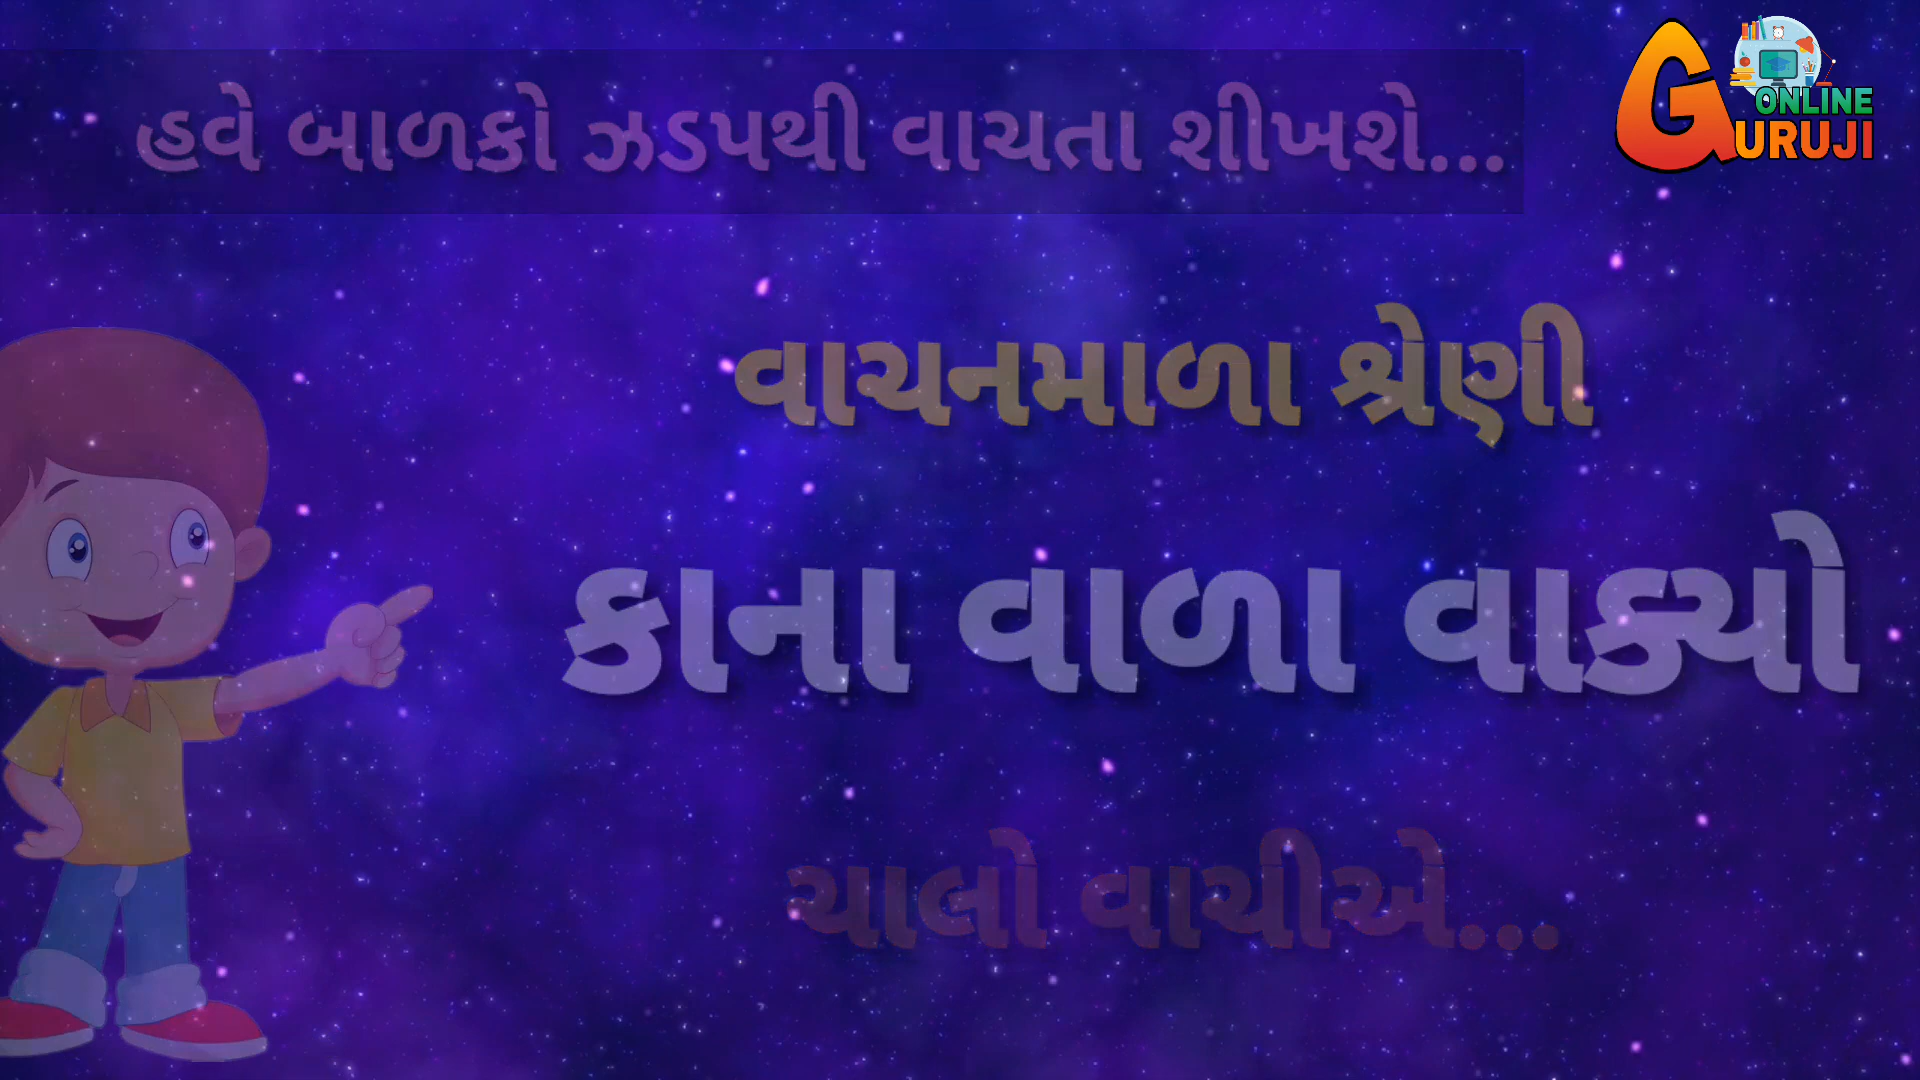 હવે બાળકો ઝડપથી વાચતા શીખશે...
ONLINE
GURUJI
વાચનમાળા શ્રેણી
કાના વાળા વાક્યો
ચાલો વાચીએ...